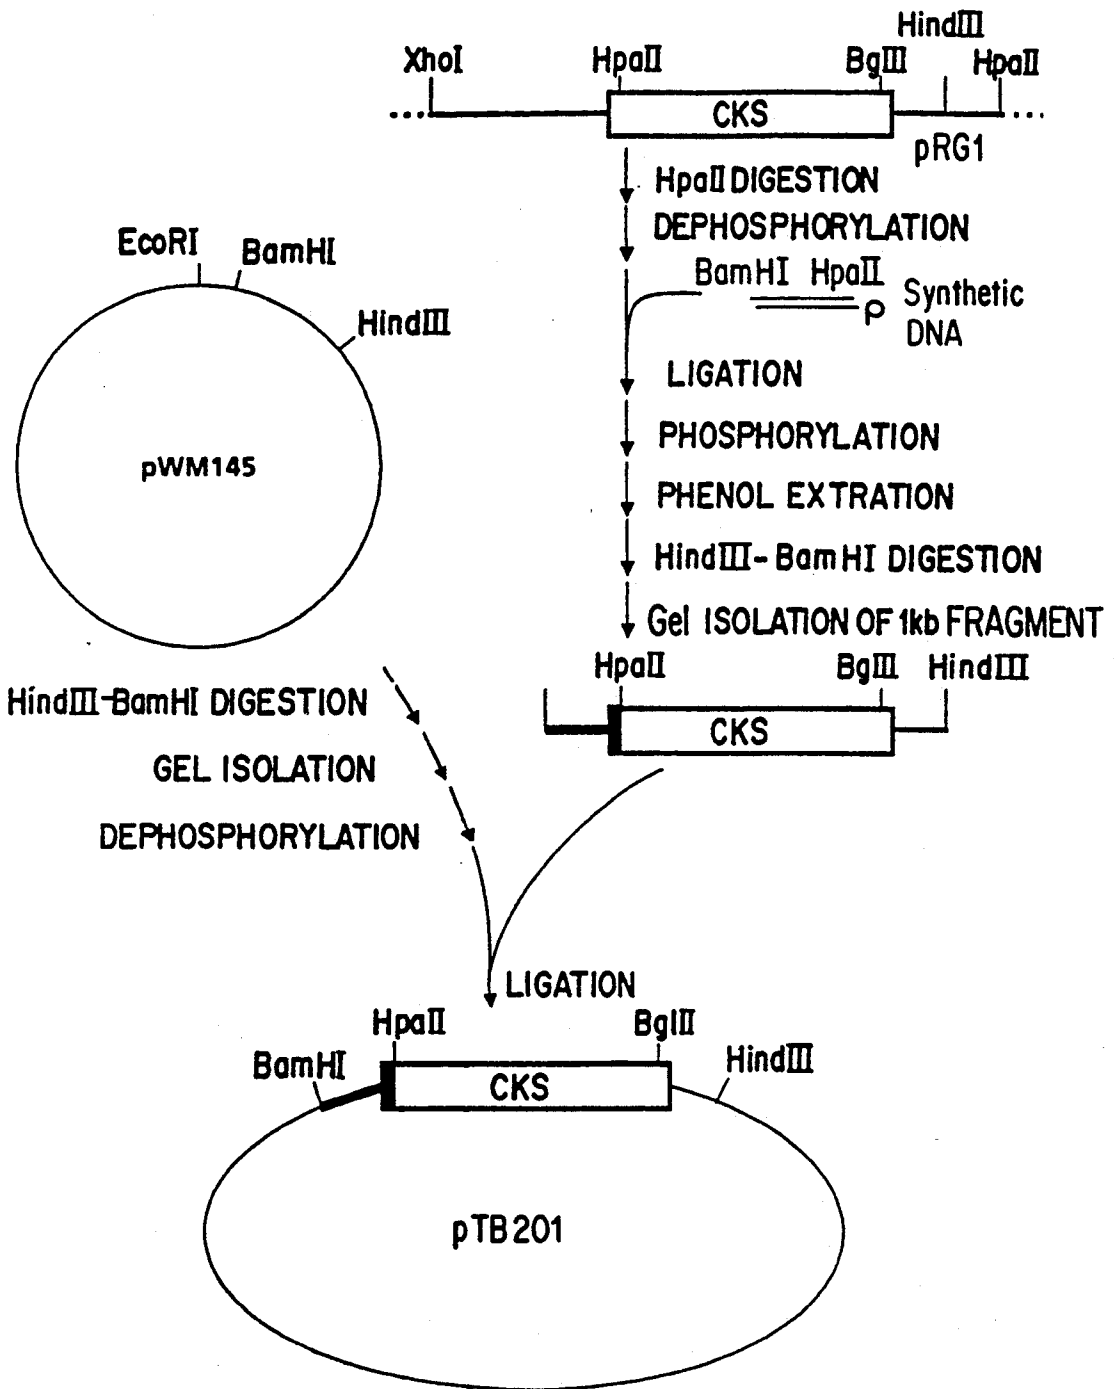 HindIII
XhoI HpaII BglII HpaII
CKS
pRG1
HpaII DIGESTION
DEPHOSPHORYLATION
BamHI HpaII
P Synthetic
DNA
LIGATION
PHOSPHORYLATION
PHENOL EXTRATION
HindIII-BamHI DIGESTION
Gel ISOLATION OF 1kb FRAGMENT
HpaII BglII HindIII
CKS
EcoRI BamHI
HindIII
pWM145
HindIII-BamHI DIGESTION
GEL ISOLATION
DEPHOSPHORYLATION
LIGATION
HpaII BglII
BamHI HindIII
CKS
pTB201